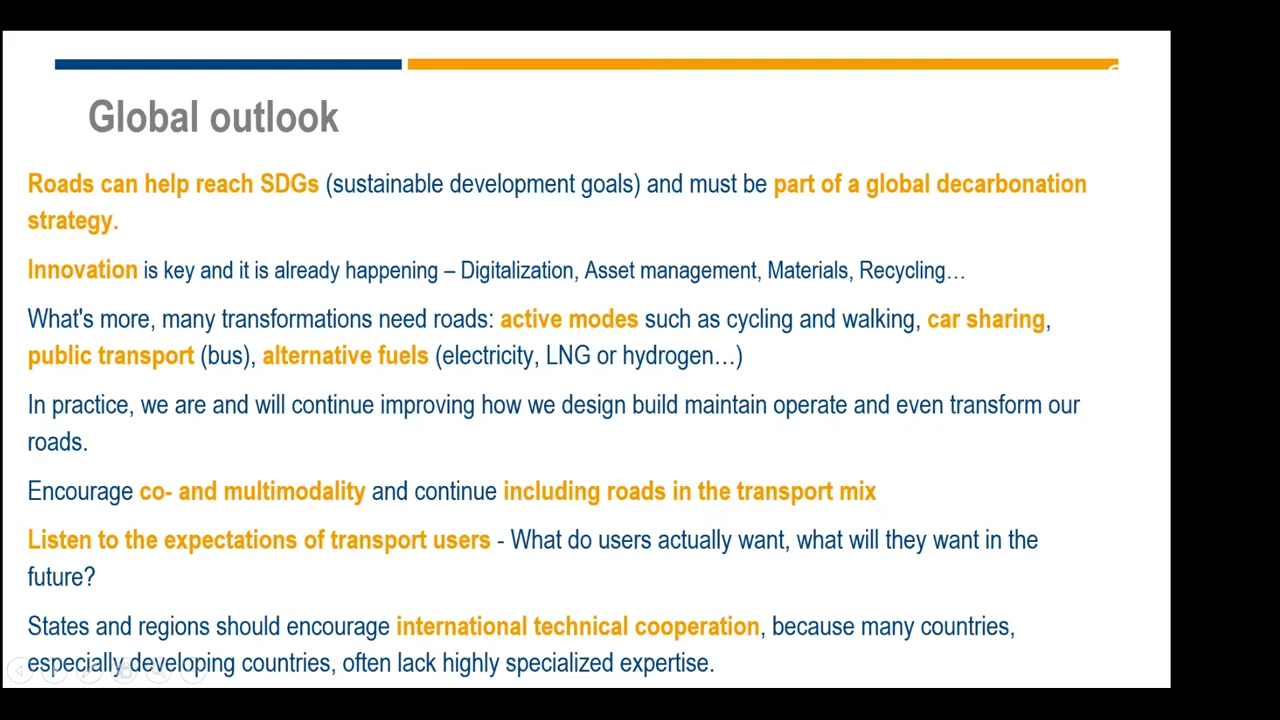 Global outlook
Roads can help reach SDGs (sustainable development goals) and must be part of a global decarbonation
strategy.
Innovation is key and it is already happening – Digitalization, Asset management, Materials, Recycling…
What's more, many transformations need roads: active modes such as cycling and walking, car sharing,
public transport (bus), alternative fuels (electricity, LNG or hydrogen…)
In practice, we are and will continue improving how we design build maintain operate and even transform our
roads.
Encourage co- and multimodality and continue including roads in the transport mix
Listen to the expectations of transport users - What do users actually want, what will they want in the
future?
States and regions should encourage international technical cooperation, because many countries,
especially developing countries, often lack highly specialized expertise.